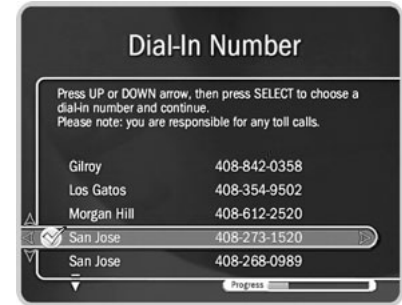 Dial-In Number
Press UP or DOWN arrow, then press SELECT to choose a
dial-in number and continue.
Please note: you are responsible for any toll calls.
Gilroy 408-842-0358
Los Gatos 408-354-9502
Morgan Hill 408-612-2520
San Jose 408-273-1520
San Jose 408-268-0989
Progress